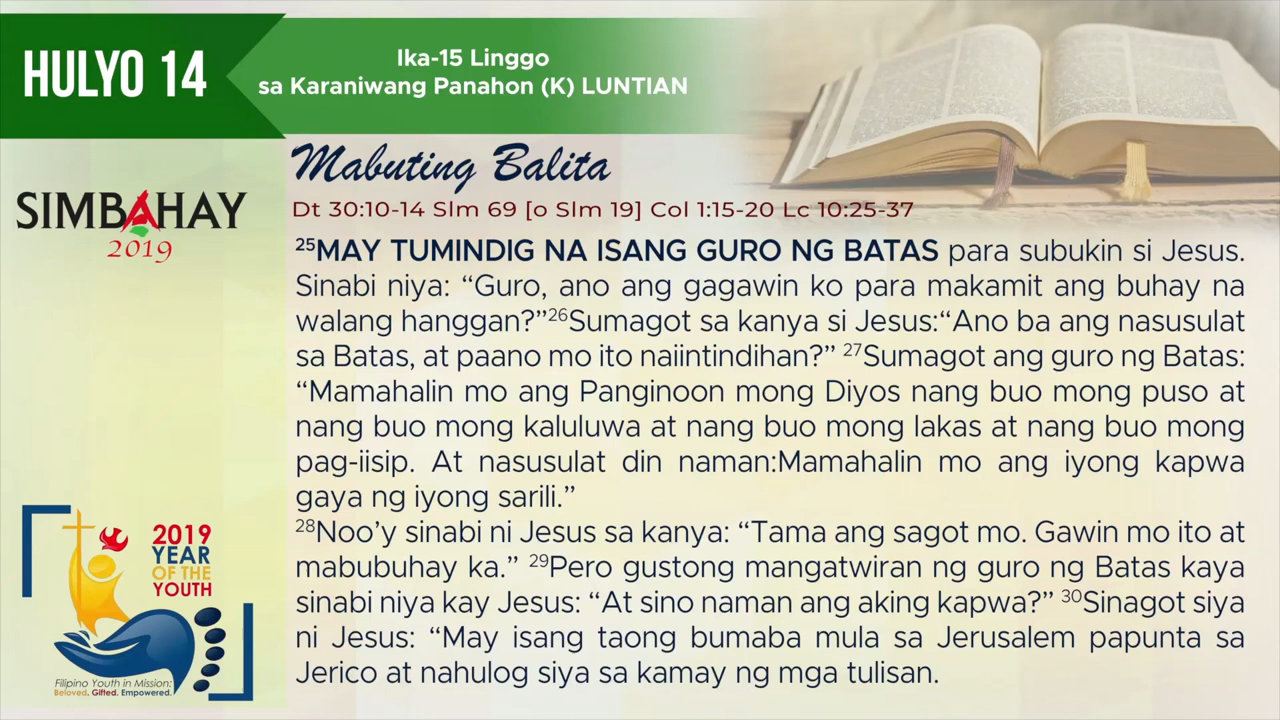 HULYO 14
Ika-15 Linggo
sa Karaniwang Panahon (K) LUNTIAN
SIMBAHAY
2019
Mabuting Balita
Dt 30:10-14 Slm 69 [o Slm 19] Col 1:15-20 Lc 10:25-37
²⁵MAY TUMINDIG NA ISANG GURO NG BATAS para subukin si Jesus.
Sinabi niya: “Guro, ano ang gagawin ko para makamit ang buhay na
walang hanggan?”²⁶Sumagot sa kanya si Jesus:“Ano ba ang nasusulat
sa Batas, at paano mo ito naiintindihan?” ²⁷Sumagot ang guro ng Batas:
“Mamahalin mo ang Panginoon mong Diyos nang buo mong puso at
nang buo mong kaluluwa at nang buo mong lakas at nang buo mong
pag-iisip. At nasusulat din naman:Mamahalin mo ang iyong kapwa
gaya ng iyong sarili.”
²⁸Noo’y sinabi ni Jesus sa kanya: “Tama ang sagot mo. Gawin mo ito at
mabubuhay ka.” ²⁹Pero gustong mangatwiran ng guro ng Batas kaya
sinabi niya kay Jesus: “At sino naman ang aking kapwa?” ³⁰Sinagot siya
ni Jesus: “May isang taong bumaba mula sa Jerusalem papunta sa
Jerico at nahulog siya sa kamay ng mga tulisan.
2019
YEAR
OF THE
YOUTH
Filipino Youth in Mission:
Beloved. Gifted. Empowered.